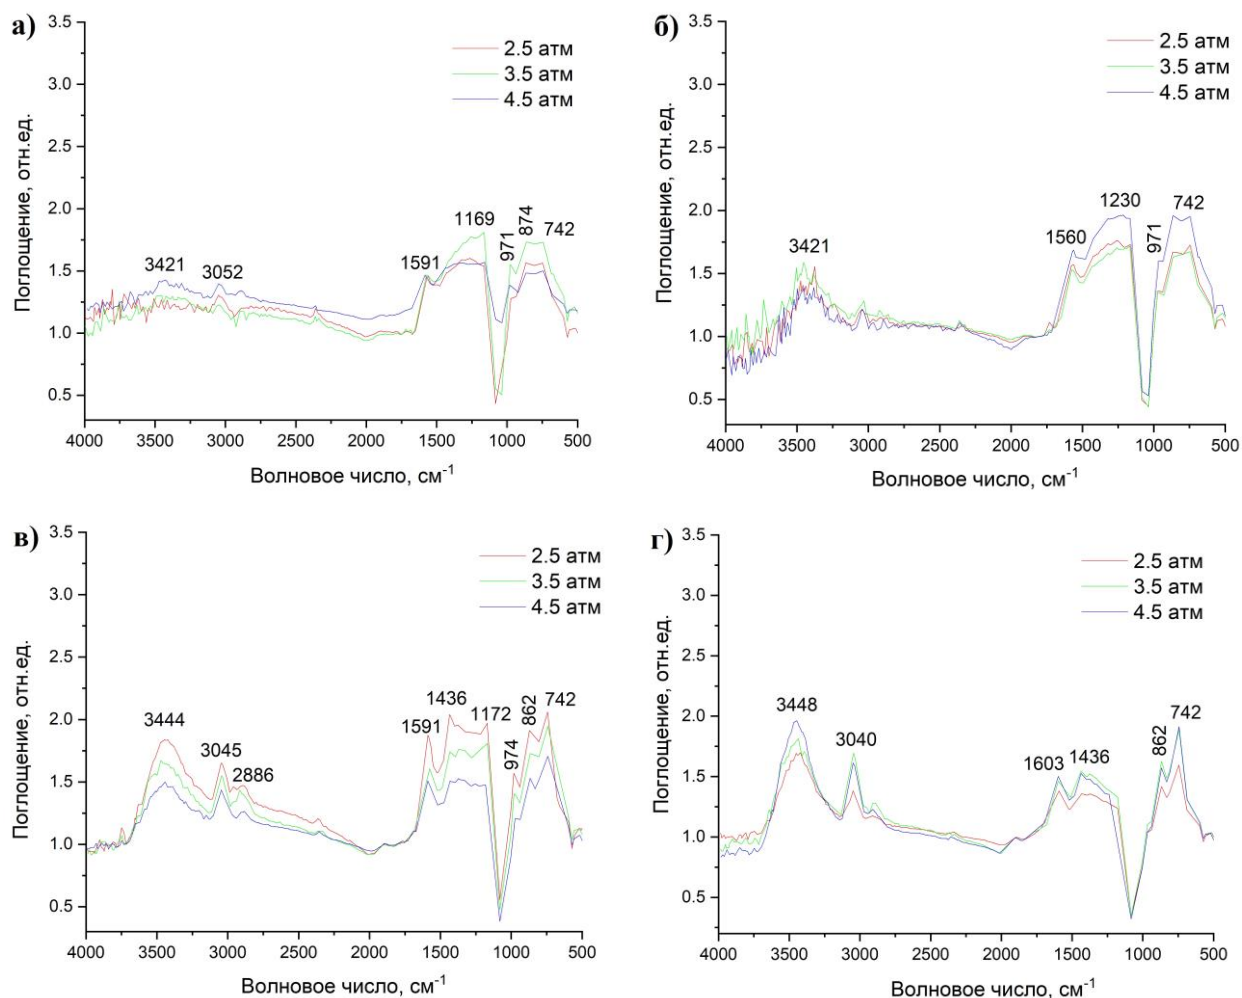 а)
3.5
3.0
2.5
2.0
1.5
1.0
0.5
Поглощение, отн.ед.
2.5 атм
3.5 атм
4.5 атм
3421
3052
1591
1169
971
874
742
4000 3500 3000 2500 2000 1500 1000 500
Волновое число, см-1
б)
3.5
3.0
2.5
2.0
1.5
1.0
0.5
Поглощение, отн.ед.
2.5 атм
3.5 атм
4.5 атм
3421
1560
1230
971
742
4000 3500 3000 2500 2000 1500 1000 500
Волновое число, см-1
в)
3.5
3.0
2.5
2.0
1.5
1.0
0.5
Поглощение, отн.ед.
2.5 атм
3.5 атм
4.5 атм
3444
3045
2886
1591
1436
1172
974
862
742
4000 3500 3000 2500 2000 1500 1000 500
Волновое число, см-1
г)
3.5
3.0
2.5
2.0
1.5
1.0
0.5
Поглощение, отн.ед.
2.5 атм
3.5 атм
4.5 атм
3448
3040
1603
1436
862
742
4000 3500 3000 2500 2000 1500 1000 500
Волновое число, см-1